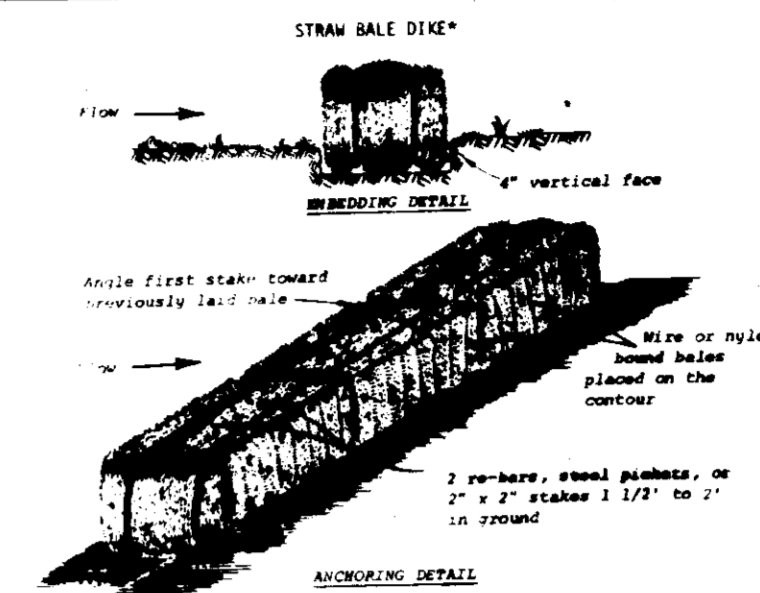 STRAW BALE DIKE*
Flow
4" vertical face
EMBEDDING DETAIL
Angle first stake toward
previously laid bale
Flow
Wire or nylo
bound bales
placed on the
contour
2 re-bars, steel pickets, or
2" x 2" stakes 1 1/2' to 2'
in ground
ANCHORING DETAIL